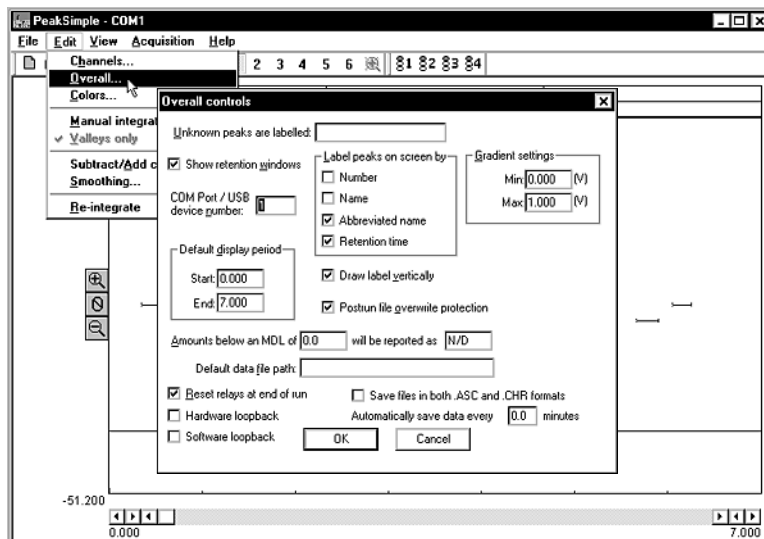 PeakSimple - COM1
File Edit View Acquisition Help
2 3 4 5 6 1 2 3 4
Channels...
Overall...
Colors...
Manual integrat
Valleys only
Subtract/Add c
Smoothing...
Re-integrate
Overall controls
Unknown peaks are labelled:
Show retention windows
COM Port / USB
device number: 1
Default display period
Start: 0.000
End: 7.000
Label peaks on screen by
Number
Name
Abbreviated name
Retention time
Gradient settings
Min: 0.000 (V)
Max: 1.000 (V)
Draw label vertically
Postrun file overwrite protection
Amounts below an MDL of 0.0 will be reported as N/D
Default data file path:
Reset relays at end of run
Save files in both .ASC and .CHR formats
Hardware loopback
Automatically save data every 0.0 minutes
Software loopback
OK Cancel
-51.200
0.000 7.000